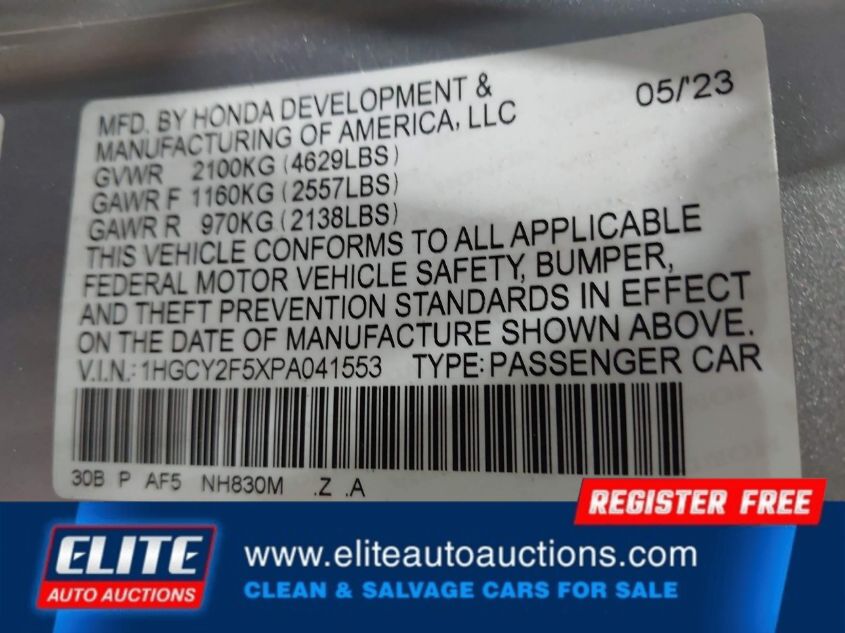 MFD. BY HONDA DEVELOPMENT &
MANUFACTURING OF AMERICA, LLC
05/'23
GVWR 2100KG (4629LBS)
GAWR F 1160KG (2557LBS)
GAWR R 970KG (2138LBS)
THIS VEHICLE CONFORMS TO ALL APPLICABLE
FEDERAL MOTOR VEHICLE SAFETY, BUMPER,
AND THEFT PREVENTION STANDARDS IN EFFECT
ON THE DATE OF MANUFACTURE SHOWN ABOVE.
V.I.N.: 1HGCY2F5XPA041553 TYPE: PASSENGER CAR
30B P AF5 NH830M .Z .A
REGISTER FREE
ELITE
AUTO AUCTIONS
www.eliteautoauctions.com
CLEAN & SALVAGE CARS FOR SALE